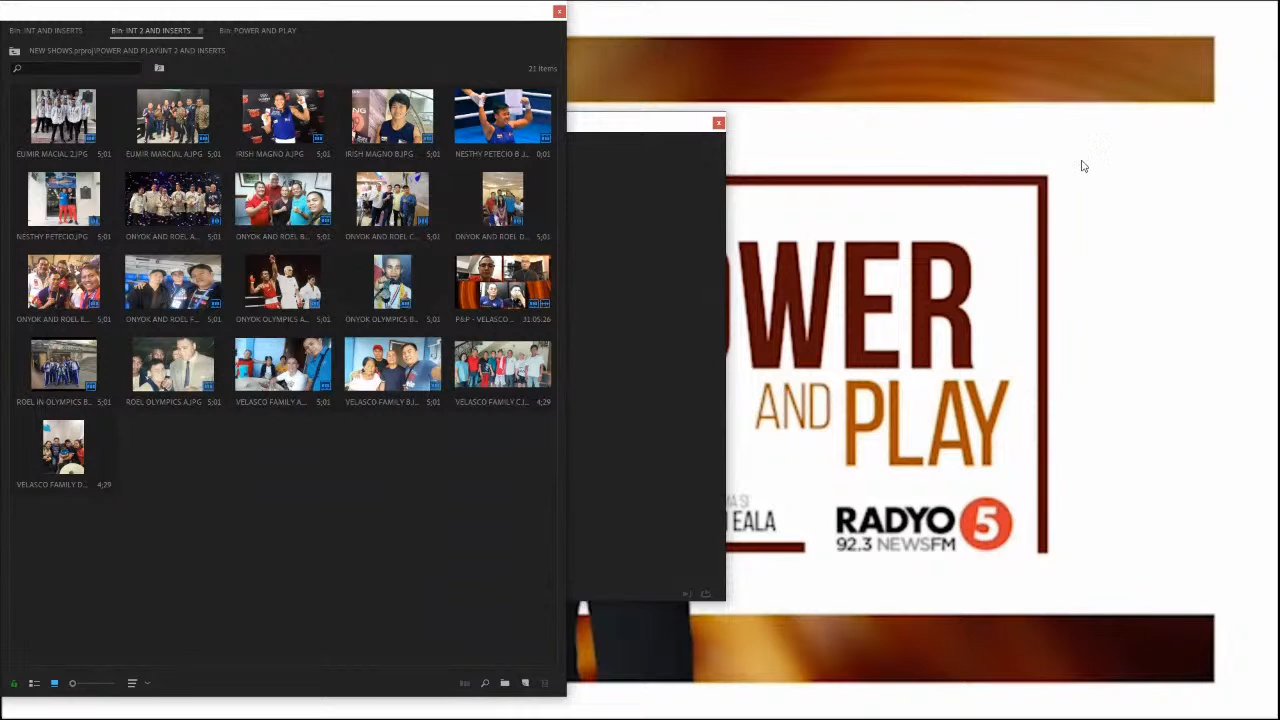 Bin: INT AND INSERTS
Bin: INT 2 AND INSERTS
Bin: POWER AND PLAY
NEW SHOWS.prproj\POWER AND PLAY\INT 2 AND INSERTS
21 Items
EUMIR MACIAL 2.JPG 5;01
EUMIR MARCIAL A.JPG 5;01
IRISH MAGNO A.JPG 5;01
IRISH MAGNO B.JPG 5;01
NESTHY PETECIO B .J... 0;01
NESTHY PETECIO.JPG 5;01
ONYOK AND ROEL A... 5;01
ONYOK AND ROEL B... 5;01
ONYOK AND ROEL C... 5;01
ONYOK AND ROEL D... 5;01
ONYOK AND ROEL E... 5;01
ONYOK AND ROEL F... 5;01
ONYOK OLYMPICS A... 5;01
ONYOK OLYMPICS B... 5;01
P&P - VELASCO ... 31:05:26
ROEL IN OLYMPICS B... 5;01
ROEL OLYMPICS A.JPG 5;01
VELASCO FAMILY A... 5;01
VELASCO FAMILY B.J... 5;01
VELASCO FAMILY C.J... 4;29
VELASCO FAMILY D... 4;29
OWER
AND PLAY
MA SI
EALA
RADYO 5
92.3 NEWSFM